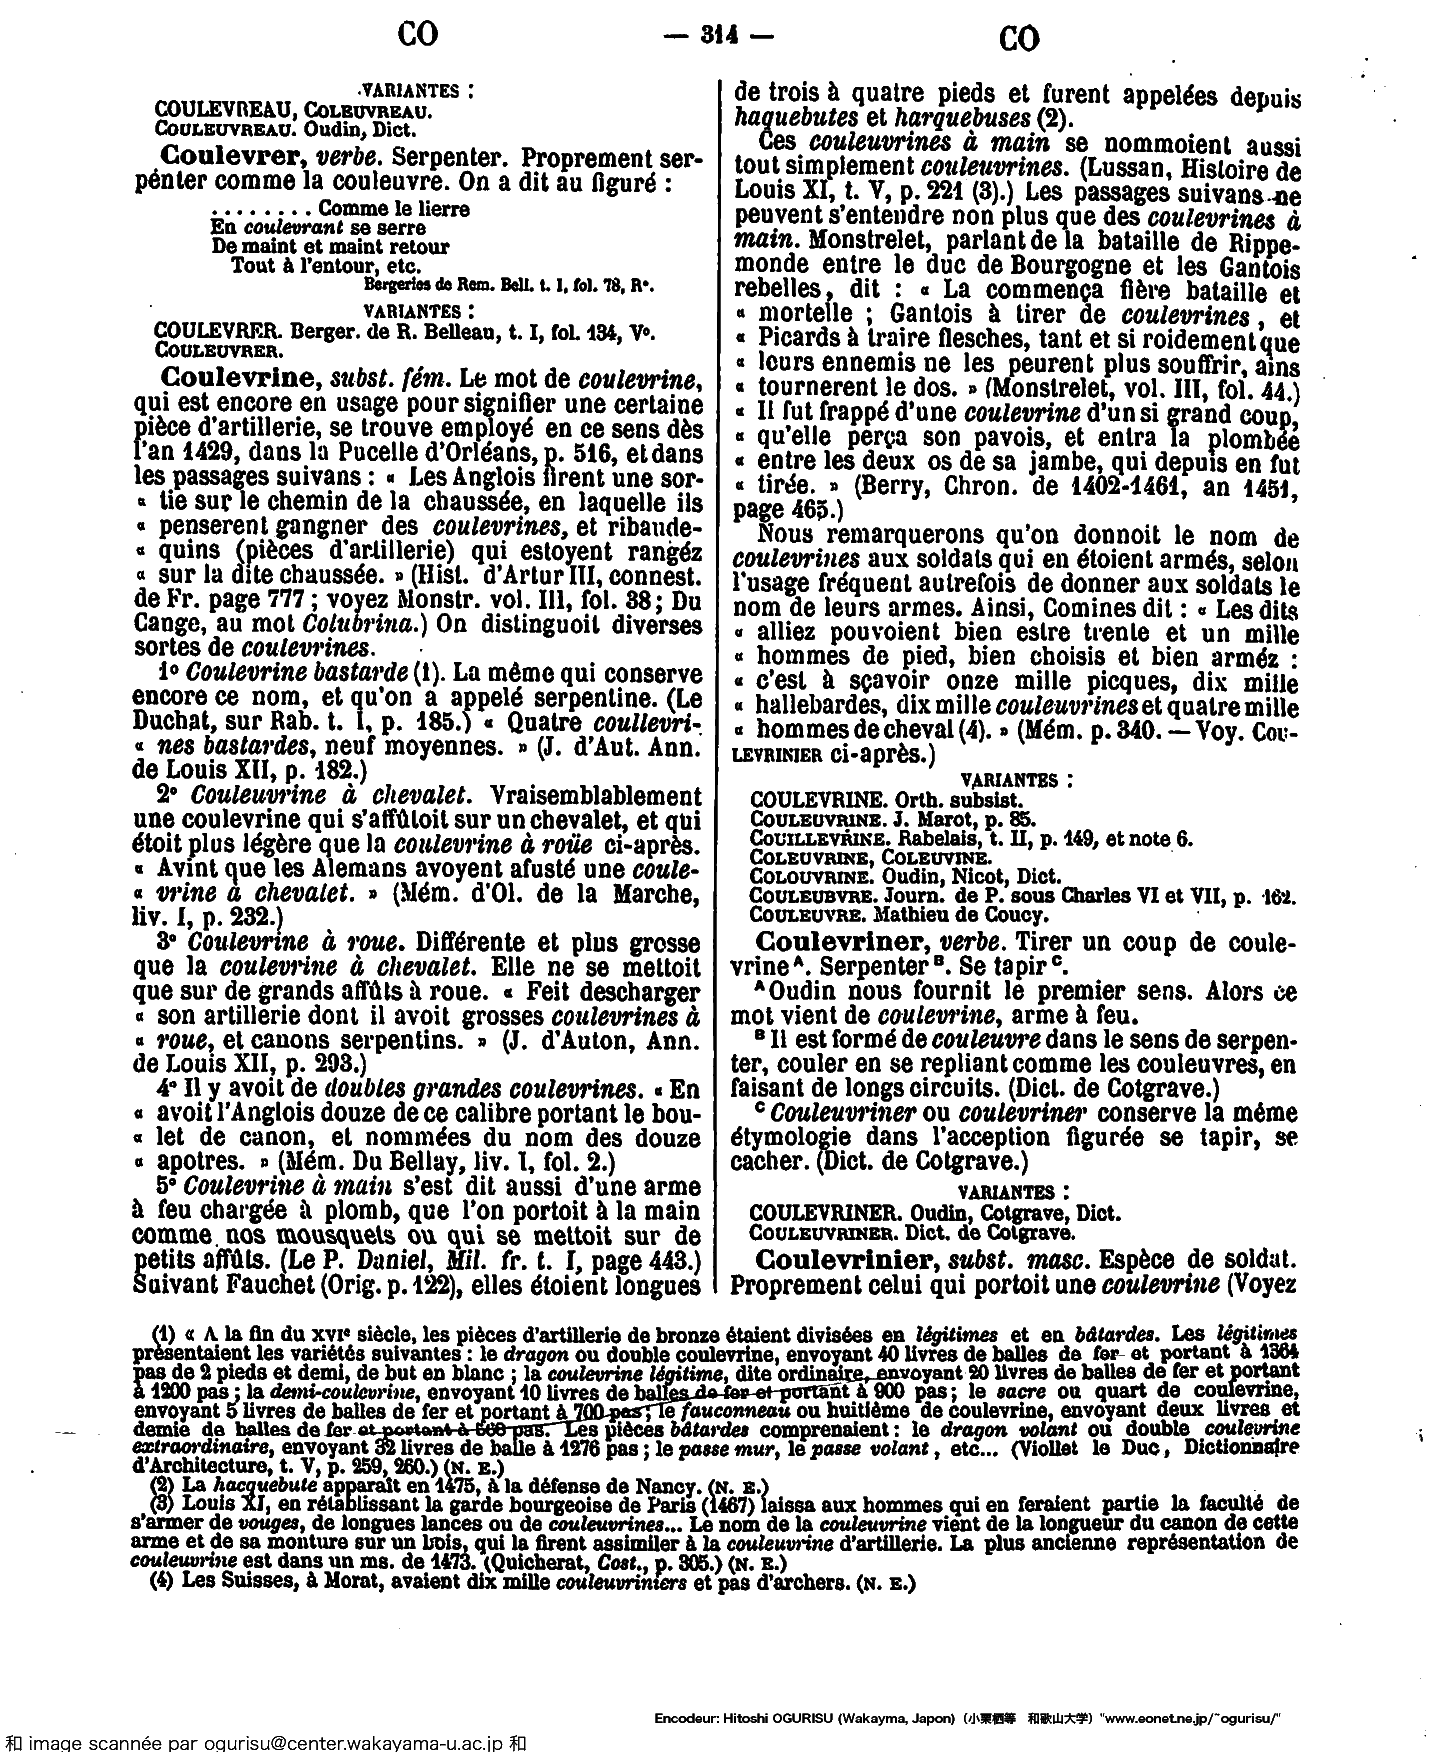 CO
— 314 —
CO
VARIANTES :
COULEVREAU, COLEUVREAU.
COULEUVREAU. Oudin, Dict.
Coulevrer, verbe. Serpenter. Proprement ser-
pénter comme la couleuvre. On a dit au figuré :
. . . . . . . . Comme le lierre
En coulevrant se serre
De maint et maint retour
Tout à l'entour, etc.
Bergeries de Rem. Bell. t. I, fol. 78, R°.
VARIANTES :
COULEVRER. Berger. de R. Belleau, t. I, fol. 134, V°.
COULEUVRER.
Coulevrine, subst. fém. Le mot de coulevrine,
qui est encore en usage pour signifier une certaine
pièce d'artillerie, se trouve employé en ce sens dès
l'an 1429, dans la Pucelle d'Orléans, p. 516, et dans
les passages suivans : « Les Anglois firent une sor-
« tie sur le chemin de la chaussée, en laquelle ils
« penserent gangner des coulevrines, et ribaude-
« quins (pièces d'artillerie) qui estoyent rangéz
« sur la dite chaussée. » (Hist. d'Artur III, connest.
de Fr. page 777 ; voyez Monstr. vol. III, fol. 38 ; Du
Cange, au mot Colubrina.) On distinguoit diverses
sortes de coulevrines.
1° Coulevrine bastarde (1). La même qui conserve
encore ce nom, et qu'on a appelé serpentine. (Le
Duchat, sur Rab. t. I, p. 185.) « Quatre coullevri-
« nes bastardes, neuf moyennes. » (J. d'Aut. Ann.
de Louis XII, p. 182.)
2° Couleuvrine à chevalet. Vraisemblablement
une coulevrine qui s'affûtoit sur un chevalet, et qui
étoit plus légère que la coulevrine à roüe ci-après.
« Avint que les Alemans avoyent afusté une coule-
« vrine à chevalet. » (Mém. d'Ol. de la Marche,
liv. I, p. 232.)
3° Coulevrine à roue. Différente et plus grosse
que la coulevrine à chevalet. Elle ne se mettoit
que sur de grands affûts à roue. « Feit descharger
« son artillerie dont il avoit grosses coulevrines à
« roue, et canons serpentins. » (J. d'Auton, Ann.
de Louis XII, p. 293.)
4° Il y avoit de doubles grandes coulevrines. « En
« avoit l'Anglois douze de ce calibre portant le bou-
« let de canon, et nommées du nom des douze
« apotres. » (Mém. Du Bellay, liv. I, fol. 2.)
5° Coulevrine à main s'est dit aussi d'une arme
à feu chargée à plomb, que l'on portoit à la main
comme nos mousquets ou qui se mettoit sur de
petits affûts. (Le P. Daniel, Mil. fr. t. I, page 443.)
Suivant Fauchet (Orig. p. 122), elles étoient longues
de trois à quatre pieds et furent appelées depuis
haquebutes et harquebuses (2).
Ces couleuvrines à main se nommoient aussi
tout simplement couleuvrines. (Lussan, Histoire de
Louis XI, t. V, p. 221 (3).) Les passages suivans ne
peuvent s'entendre non plus que des coulevrines à
main. Monstrelet, parlant de la bataille de Rippe-
monde entre le duc de Bourgogne et les Gantois
rebelles, dit : « La commença fière bataille et
« mortelle ; Gantois à tirer de coulevrines, et
« Picards à traire flesches, tant et si roidement que
« leurs ennemis ne les peurent plus souffrir, ains
« tournerent le dos. » (Monstrelet, vol. III, fol. 44.)
« Il fut frappé d'une coulevrine d'un si grand coup,
« qu'elle perça son pavois, et entra la plombée
« entre les deux os de sa jambe, qui depuis en fut
« tirée. » (Berry, Chron. de 1402-1461, an 1451,
page 465.)
Nous remarquerons qu'on donnoit le nom de
coulevrines aux soldats qui en étoient armés, selon
l'usage fréquent autrefois de donner aux soldats le
nom de leurs armes. Ainsi, Comines dit : « Les dits
« alliez pouvoient bien estre trente et un mille
« hommes de pied, bien choisis et bien arméz :
« c'est à sçavoir onze mille picques, dix mille
« hallebardes, dix mille couleuvrines et quatre mille
« hommes de cheval (4). » (Mém. p. 340. — Voy. COU-
LEVRINIER ci-après.)
VARIANTES :
COULEVRINE. Orth. subsist.
COULEUVRINE. J. Marot, p. 85.
COUILLEVRINE. Rabelais, t. II, p. 149, et note 6.
COLEUVRINE, COLEUVINE.
COLOUVRINE. Oudin, Nicot, Dict.
COULEUBVRE. Journ. de P. sous Charles VI et VII, p. 162.
COULEUVRE. Mathieu de Coucy.
Coulevriner, verbe. Tirer un coup de coule-
vrine A. Serpenter B. Se tapir C.
A Oudin nous fournit le premier sens. Alors ce
mot vient de coulevrine, arme à feu.
B Il est formé de couleuvre dans le sens de serpen-
ter, couler en se repliant comme les couleuvres, en
faisant de longs circuits. (Dict. de Cotgrave.)
C Couleuvriner ou coulevriner conserve la même
étymologie dans l'acception figurée se tapir, se
cacher. (Dict. de Cotgrave.)
VARIANTES :
COULEVRINER. Oudin, Cotgrave, Dict.
COULEUVRINER. Dict. de Cotgrave.
Coulevrinier, subst. masc. Espèce de soldat.
Proprement celui qui portoit une coulevrine (Voyez
(1) « A la fin du XVIe siècle, les pièces d'artillerie de bronze étaient divisées en légitimes et en bâtardes. Les légitimes
présentaient les variétés suivantes : le dragon ou double coulevrine, envoyant 40 livres de balles de fer et portant à 1364
pas de 2 pieds et demi, de but en blanc ; la coulevrine légitime, dite ordinaire, envoyant 20 livres de balles de fer et portant
à 1200 pas ; la demi-coulevrine, envoyant 10 livres de balles de fer et portant à 900 pas ; le sacre ou quart de coulevrine,
envoyant 5 livres de balles de fer et portant à 700 pas ; le fauconneau ou huitième de coulevrine, envoyant deux livres et
demie de balles de fer et portant à 568 pas. Les pièces bâtardes comprenaient : le dragon volant ou double coulevrine
extraordinaire, envoyant 32 livres de balle à 1276 pas ; le passe mur, le passe volant, etc... (Viollet le Duc, Dictionnaire
d'Architecture, t. V, p. 259, 260.) (N. E.)
(2) La hacquebute apparaît en 1475, à la défense de Nancy. (N. E.)
(3) Louis XI, en rétablissant la garde bourgeoise de Paris (1467) laissa aux hommes qui en feraient partie la faculté de
s'armer de vouges, de longues lances ou de couleuvrines... Le nom de la couleuvrine vient de la longueur du canon de cette
arme et de sa monture sur un bois, qui la firent assimiler à la couleuvrine d'artillerie. La plus ancienne représentation de
couleuvrine est dans un ms. de 1473. (Quicherat, Cost., p. 305.) (N. E.)
(4) Les Suisses, à Morat, avaient dix mille couleuvriniers et pas d'archers. (N. E.)
Encodeur: Hitoshi OGURISU (Wakayma, Japon) (小栗栖等 和歌山大学) "www.eonet.ne.jp/~ogurisu/"
和 image scannée par ogurisu@center.wakayama-u.ac.jp 和